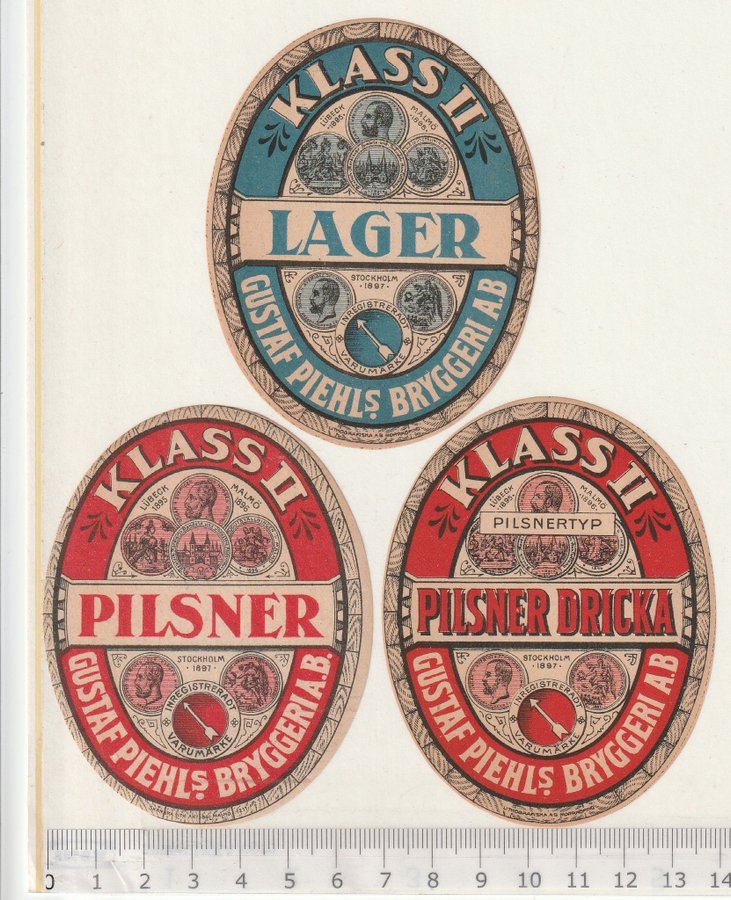 KLASS II
LÜBECK
·1895·
MALMÖ
·1896·
LAGER
STOCKHOLM
·1897·
INREGISTRERADT
VARUMÄRKE
GUSTAF PIEHLS BRYGGERI A.B
KLASS II
LÜBECK
1895
MALMÖ
1896
PILSNER
STOCKHOLM
·1897·
INREGISTRERADT
VARUMÄRKE
GUSTAF PIEHLS BRYGGERI A.B.
KLASS II
LÜBECK
·1895·
MALMÖ
·1896·
PILSNERTYP
PILSNER DRICKA
STOCKHOLM
·1897·
INREGISTRERADT
VARUMÄRKE
GUSTAF PIEHLS BRYGGERI A.B
0 1 2 3 4 5 6 7 8 9 10 11 12 13 14